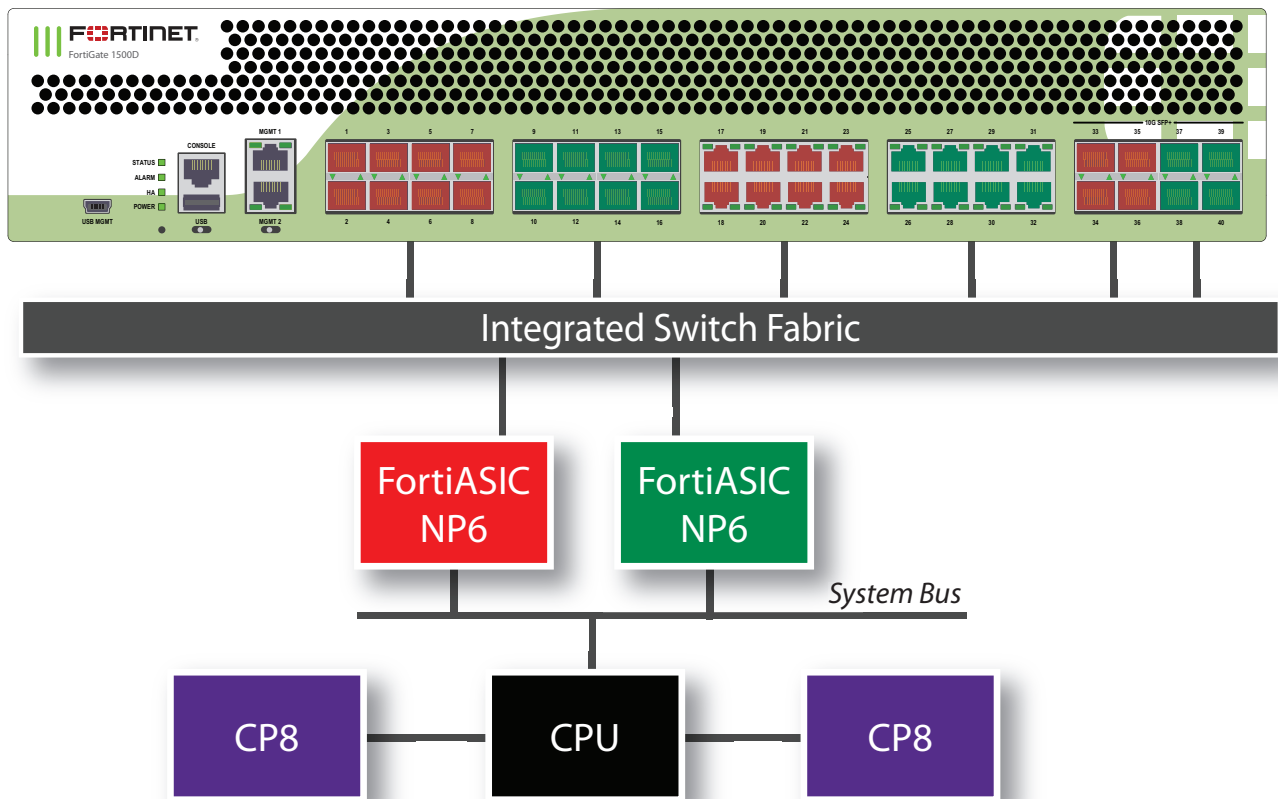 FORTINET
FortiGate 1500D
STATUS
ALARM
HA
POWER
USB MGMT
CONSOLE
USB
MGMT 1
MGMT 2
1 3 5 7
2 4 6 8
9 11 13 15
10 12 14 16
17 19 21 23
18 20 22 24
25 27 29 31
26 28 30 32
10G SFP+
33 35 37 39
34 36 38 40
Integrated Switch Fabric
FortiASIC
NP6
FortiASIC
NP6
System Bus
CP8
CPU
CP8